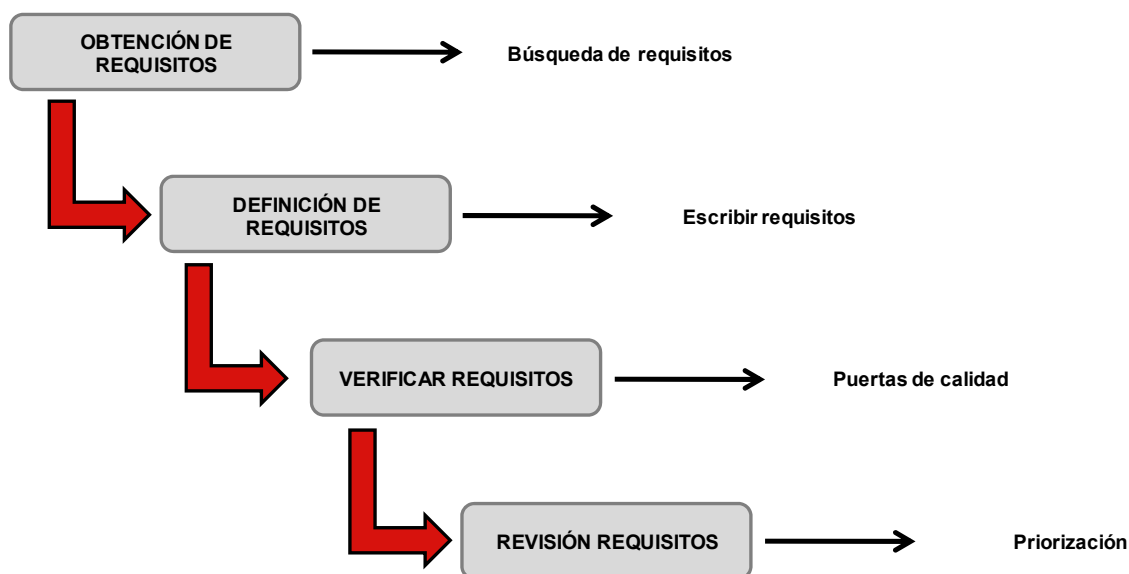 OBTENCIÓN DE
REQUISITOS
Búsqueda de requisitos
DEFINICIÓN DE
REQUISITOS
Escribir requisitos
VERIFICAR REQUISITOS
Puertas de calidad
REVISIÓN REQUISITOS
Priorización